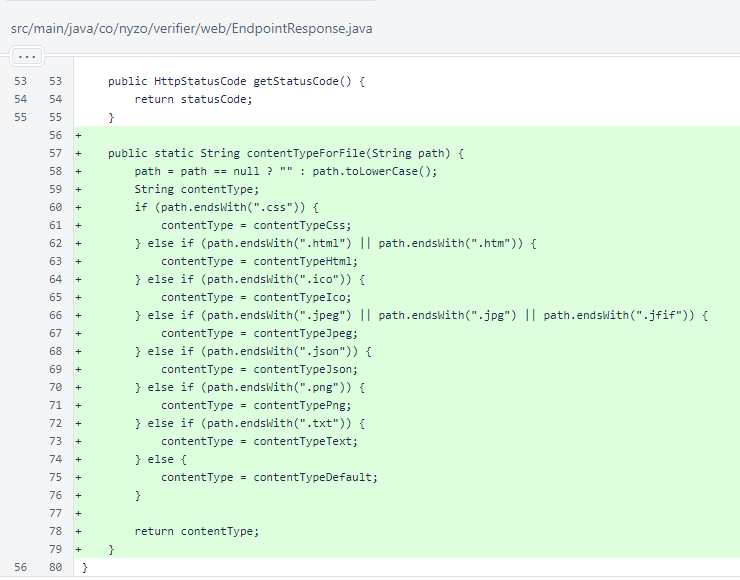 src/main/java/co/nyzo/verifier/web/EndpointResponse.java
...
53 53 public HttpStatusCode getStatusCode() {
54 54 return statusCode;
55 55 }
56 +
57 + public static String contentTypeForFile(String path) {
58 + path = path == null ? "" : path.toLowerCase();
59 + String contentType;
60 + if (path.endsWith(".css")) {
61 + contentType = contentTypeCss;
62 + } else if (path.endsWith(".html") || path.endsWith(".htm")) {
63 + contentType = contentTypeHtml;
64 + } else if (path.endsWith(".ico")) {
65 + contentType = contentTypeIco;
66 + } else if (path.endsWith(".jpeg") || path.endsWith(".jpg") || path.endsWith(".jfif")) {
67 + contentType = contentTypeJpeg;
68 + } else if (path.endsWith(".json")) {
69 + contentType = contentTypeJson;
70 + } else if (path.endsWith(".png")) {
71 + contentType = contentTypePng;
72 + } else if (path.endsWith(".txt")) {
73 + contentType = contentTypeText;
74 + } else {
75 + contentType = contentTypeDefault;
76 + }
77 +
78 + return contentType;
79 + }
56 80 }